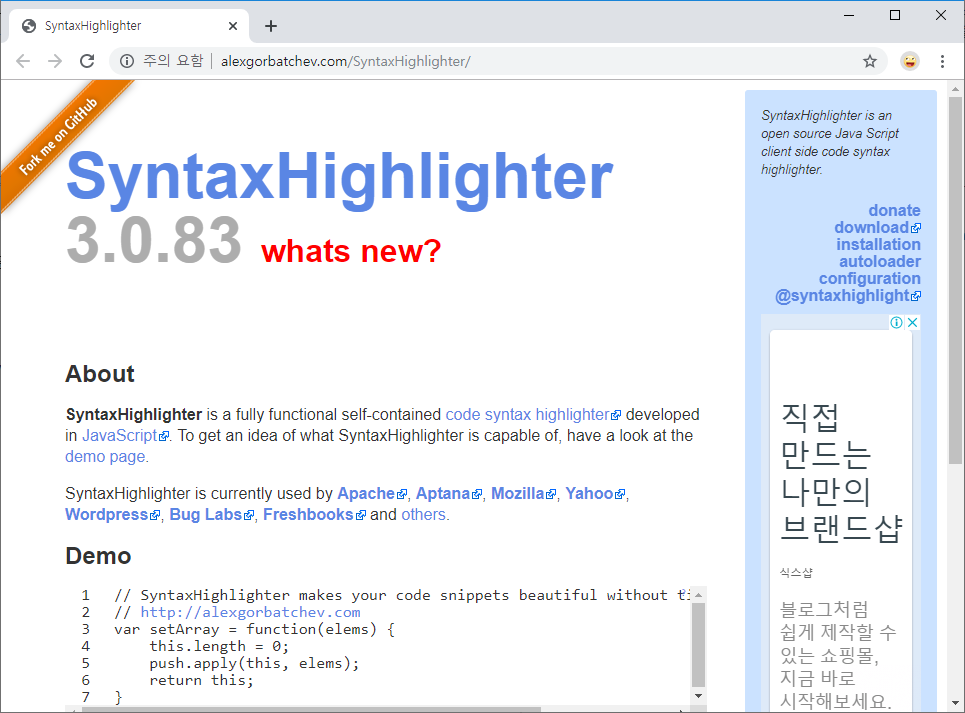 SyntaxHighlighter
주의 요함 | alexgorbatchev.com/SyntaxHighlighter/
Fork me on GitHub
SyntaxHighlighter
3.0.83 whats new?
About
SyntaxHighlighter is a fully functional self-contained code syntax highlighter developed
in JavaScript. To get an idea of what SyntaxHighlighter is capable of, have a look at the
demo page.
SyntaxHighlighter is currently used by Apache, Aptana, Mozilla, Yahoo,
Wordpress, Bug Labs, Freshbooks and others.
Demo
1 // SyntaxHighlighter makes your code snippets beautiful without
2 // http://alexgorbatchev.com
3 var setArray = function(elems) {
4 this.length = 0;
5 push.apply(this, elems);
6 return this;
7 }
SyntaxHighlighter is an
open source Java Script
client side code syntax
highlighter.
donate
download
installation
autoloader
configuration
@syntaxhighlight
직접
만드는
나만의
브랜드샵
식스샵
블로그처럼
쉽게 제작할 수
있는 쇼핑몰,
지금 바로
시작해보세요.